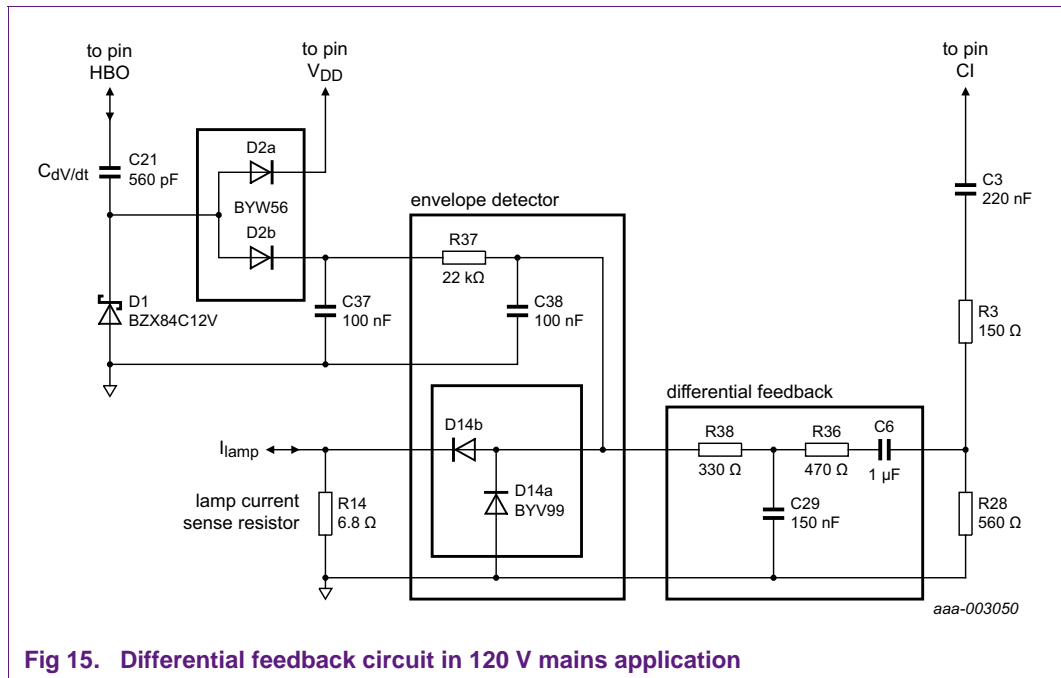 to pin
HBO
to pin
VDD
to pin
CI
CdV/dt
C21
560 pF
D2a
BYW56
D2b
D1
BZX84C12V
C37
100 nF
envelope detector
R37
22 kΩ
C38
100 nF
C3
220 nF
R3
150 Ω
Ilamp
lamp current
sense resistor
R14
6.8 Ω
D14b
D14a
BYV99
differential feedback
R38
330 Ω
R36
470 Ω
C6
1 μF
C29
150 nF
R28
560 Ω
aaa-003050
Fig 15. Differential feedback circuit in 120 V mains application